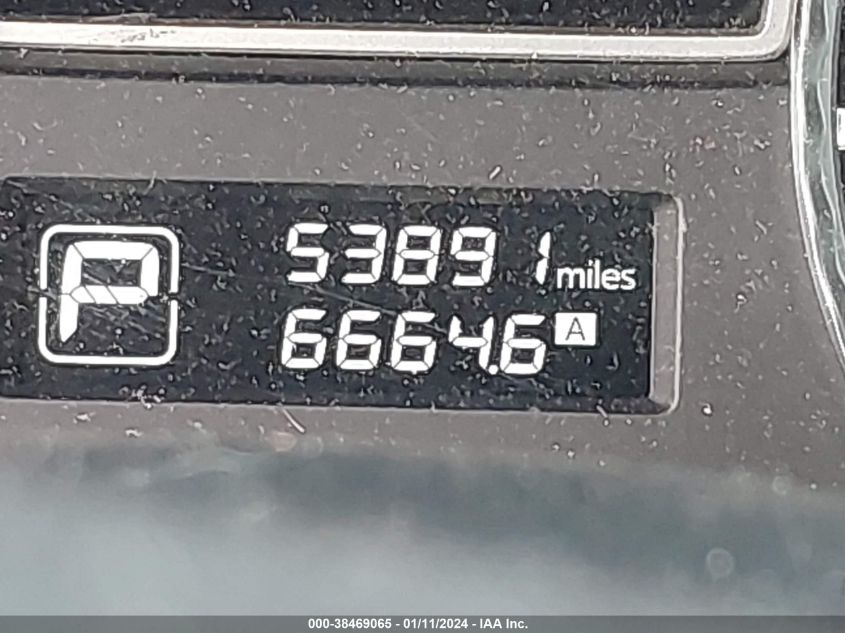 P
53891 miles
6664.6 A
000-38469065 - 01/11/2024 - IAA Inc.